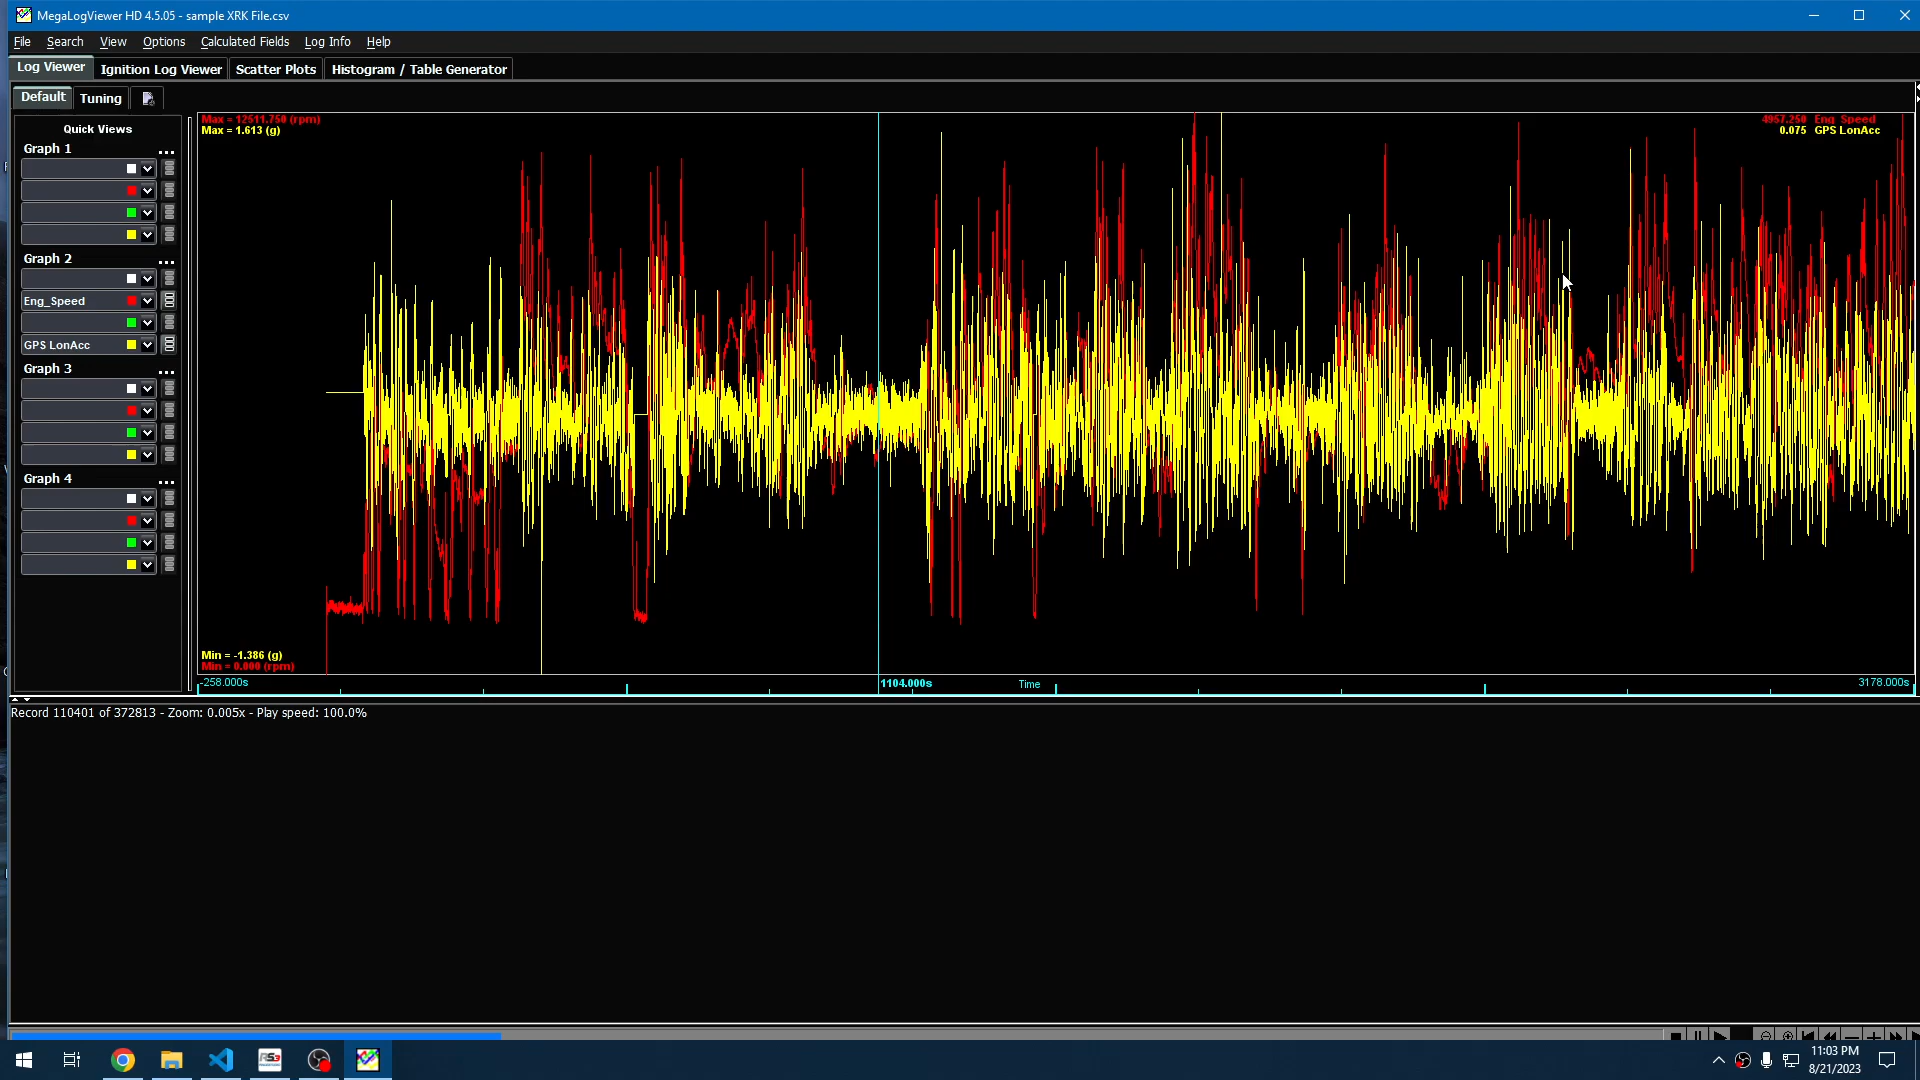 MegaLogViewer HD 4.5.05 - sample XRK File.csv
File Search View Options Calculated Fields Log Info Help
Log Viewer Ignition Log Viewer Scatter Plots Histogram / Table Generator
Default Tuning
Quick Views
Graph 1 ...
Graph 2 ...
Eng_Speed
GPS LonAcc
Graph 3 ...
Graph 4 ...
Max = 12511.750 (rpm)
Max = 1.613 (g)
4957.250 Eng_Speed
0.075 GPS LonAcc
Min = -1.386 (g)
Min = 0.000 (rpm)
-258.000s 1104.000s Time 3178.000s
Record 110401 of 372813 - Zoom: 0.005x - Play speed: 100.0%
RS3
11:03 PM
8/21/2023